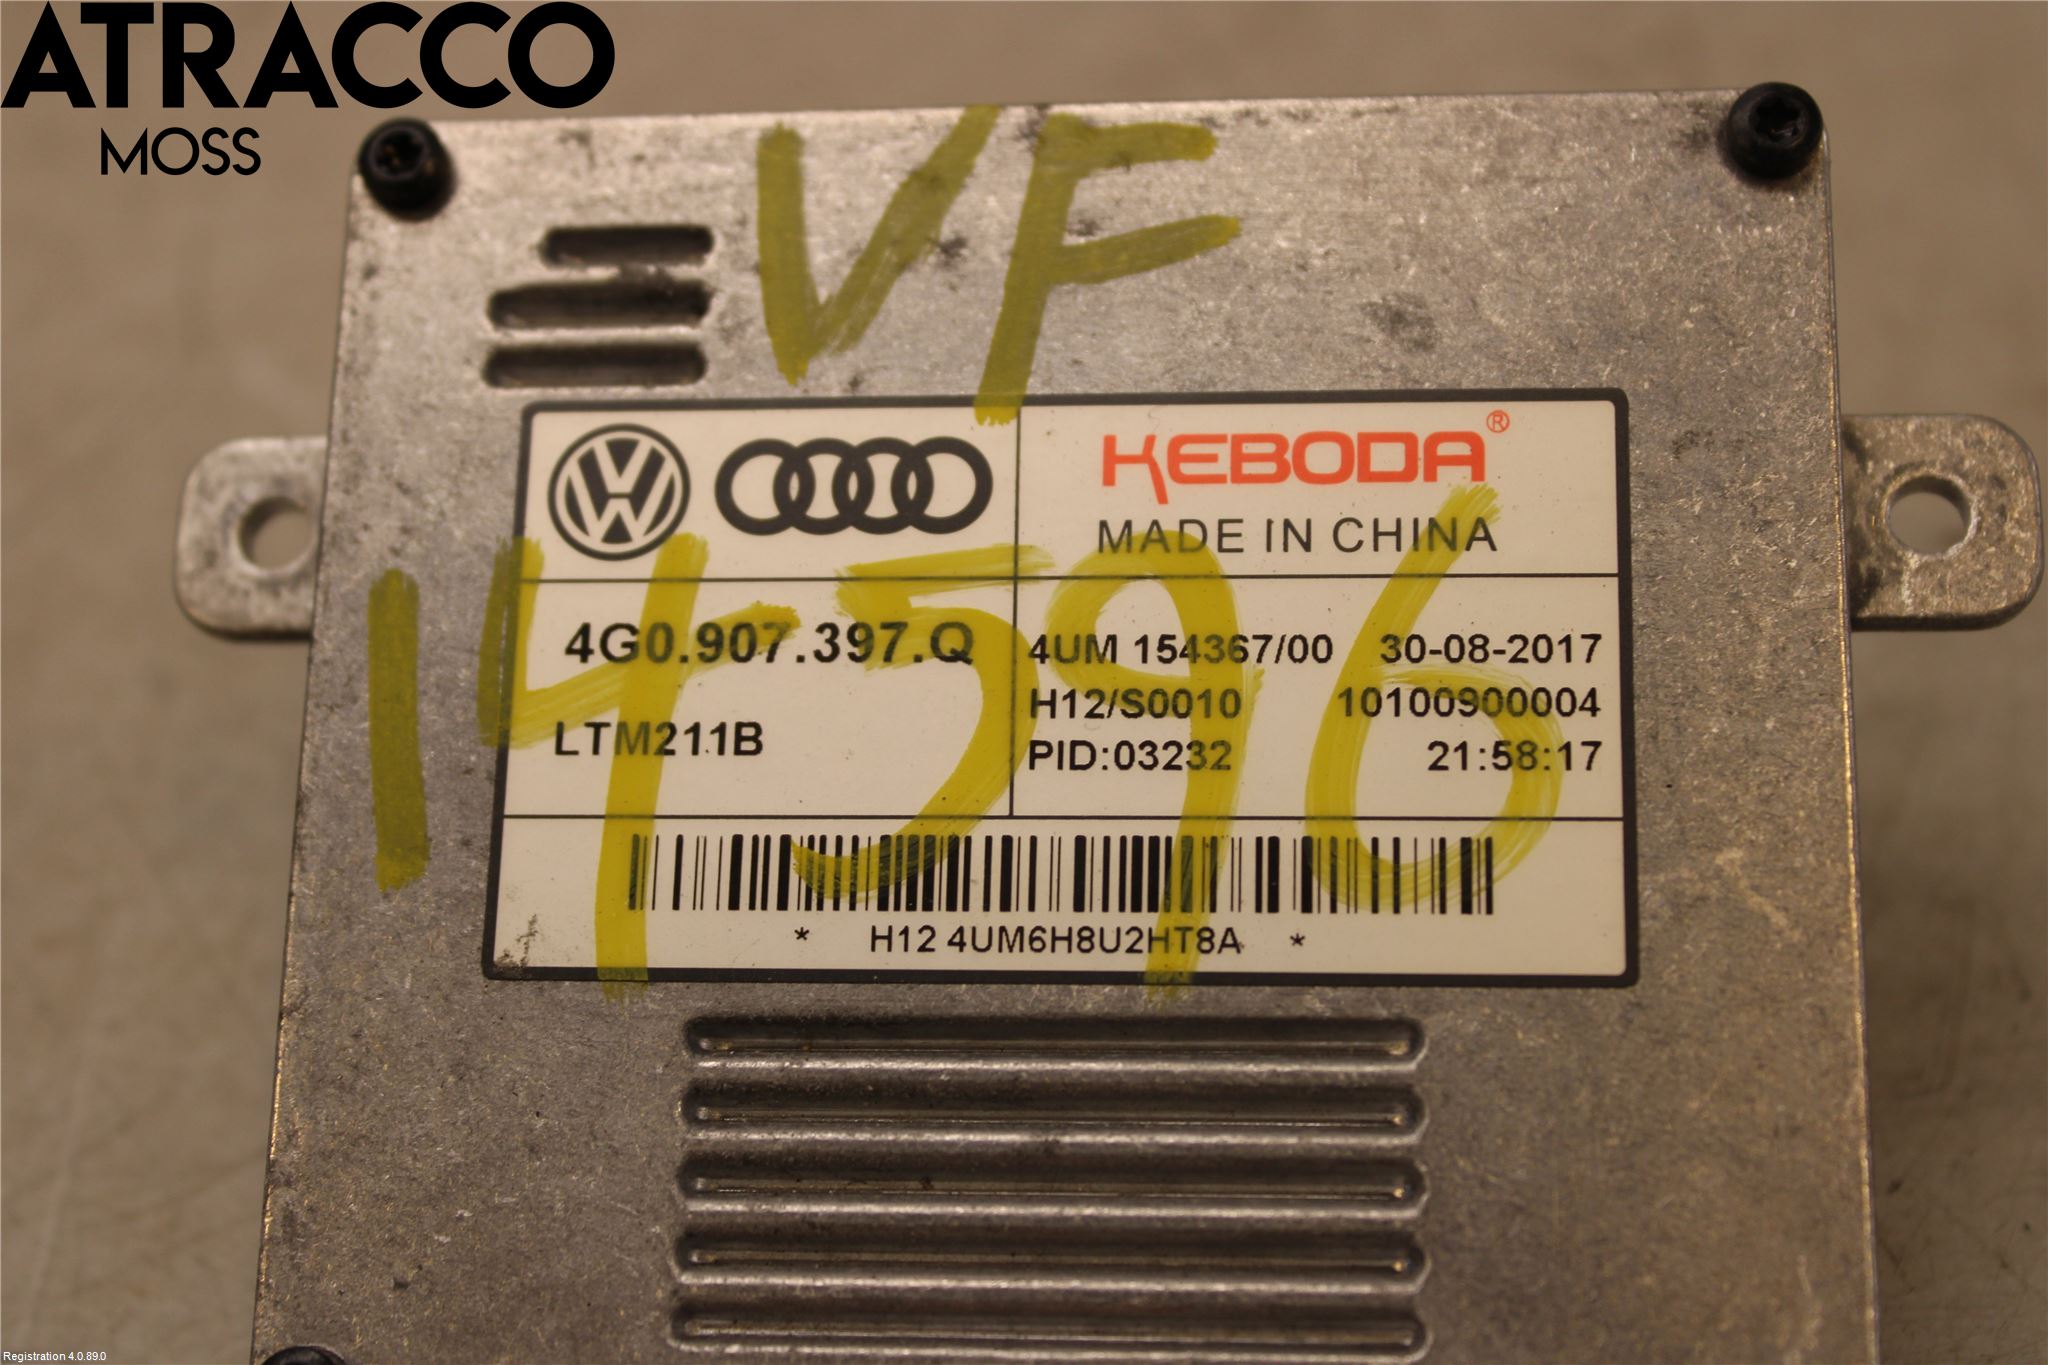 ATRACCO
MOSS
VF
KEBODA®
MADE IN CHINA
14596
4G0.907.397.Q
LTM211B
4UM 154367/00 30-08-2017
H12/S0010 10100900004
PID:03232 21:58:17
* H12 4UM6H8U2HT8A *
Registration 4.0.89.0